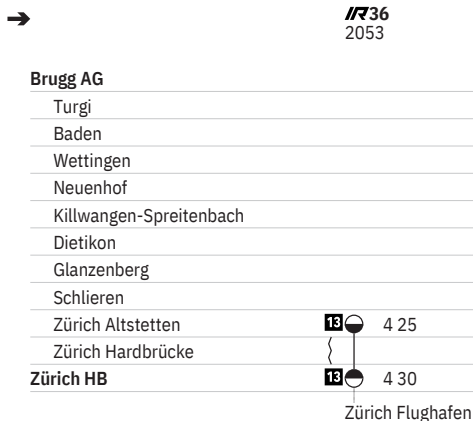 ➔ IR36
2053
Brugg AG
Turgi
Baden
Wettingen
Neuenhof
Killwangen-Spreitenbach
Dietikon
Glanzenberg
Schlieren
Zürich Altstetten 13 4 25
Zürich Hardbrücke
Zürich HB 13 4 30
Zürich Flughafen